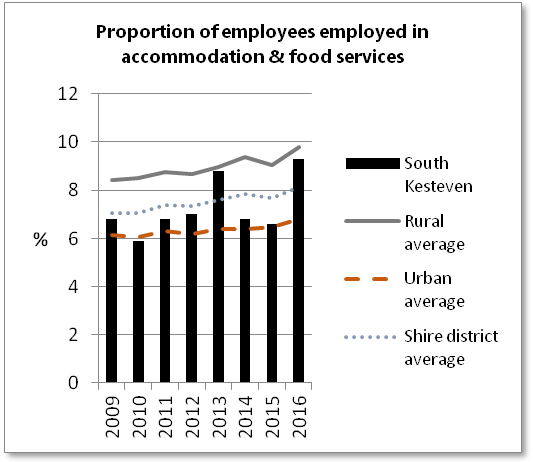 Proportion of employees employed in
accommodation & food services
12
10
8
6
4
2
0
%
2009
2010
2011
2012
2013
2014
2015
2016
South
Kesteven
Rural
average
Urban
average
Shire district
average